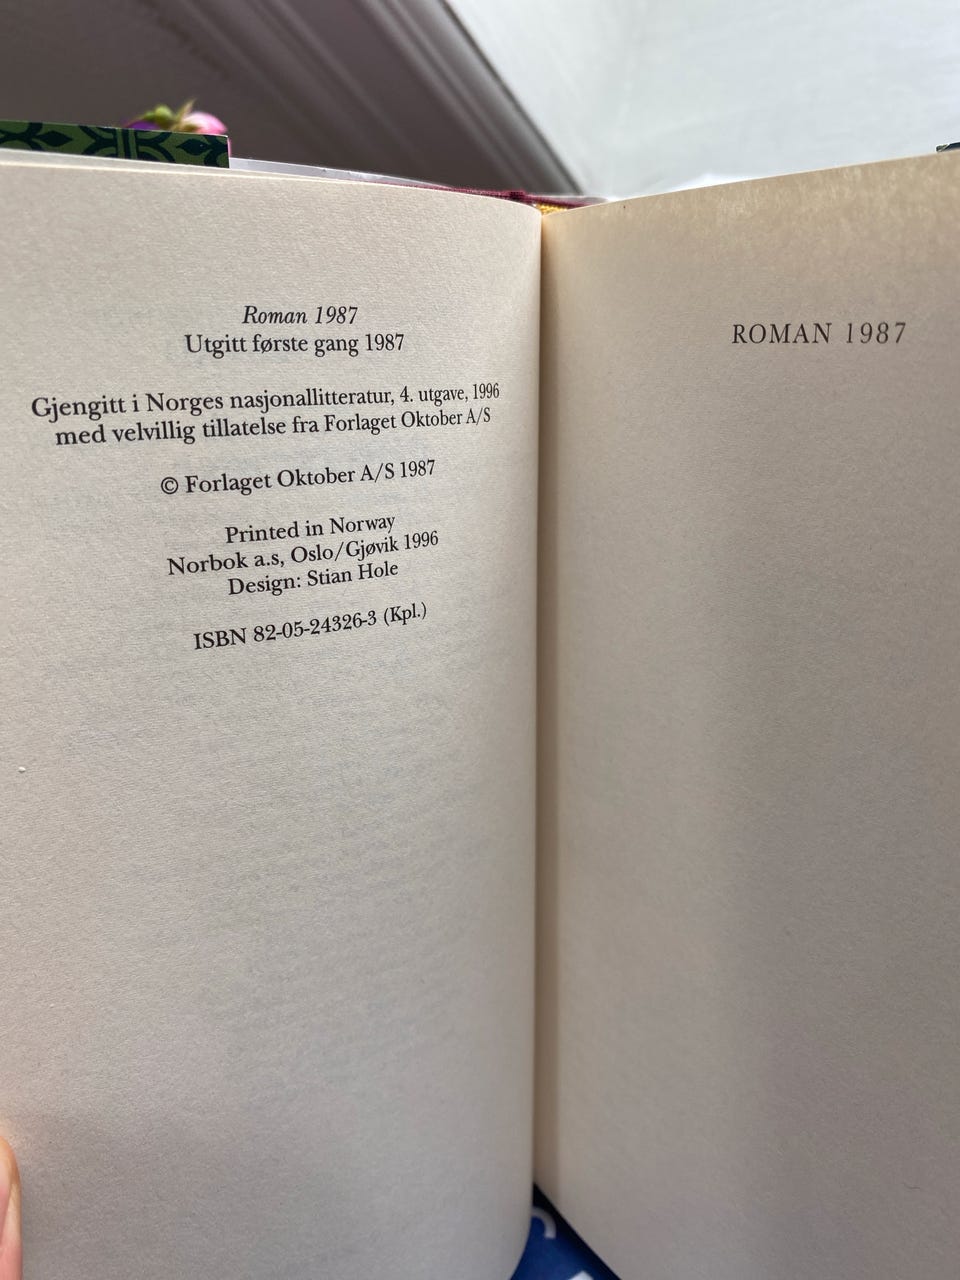 Roman 1987
Utgitt første gang 1987
Gjengitt i Norges nasjonallitteratur, 4. utgave, 1996
med velvillig tillatelse fra Forlaget Oktober A/S
© Forlaget Oktober A/S 1987
Printed in Norway
Norbok a.s, Oslo/Gjøvik 1996
Design: Stian Hole
ISBN 82-05-24326-3 (Kpl.)
ROMAN 1987